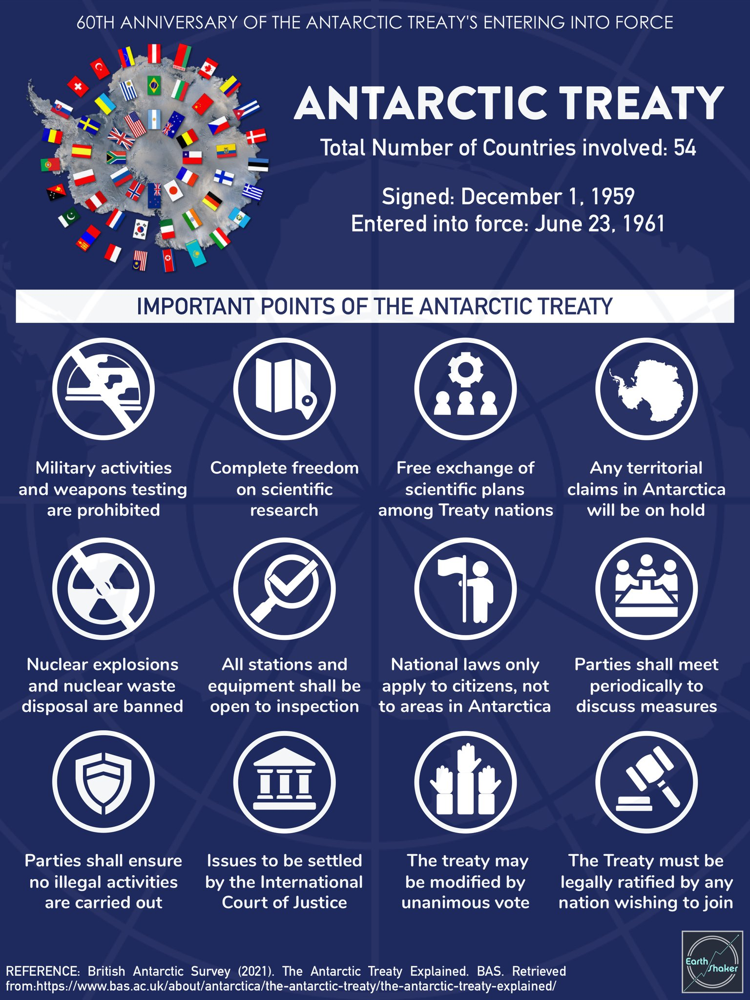 60TH ANNIVERSARY OF THE ANTARCTIC TREATY'S ENTERING INTO FORCE
ANTARCTIC TREATY
Total Number of Countries involved: 54
Signed: December 1, 1959
Entered into force: June 23, 1961
IMPORTANT POINTS OF THE ANTARCTIC TREATY
Military activities
and weapons testing
are prohibited
Complete freedom
on scientific
research
Free exchange of
scientific plans
among Treaty nations
Any territorial
claims in Antarctica
will be on hold
Nuclear explosions
and nuclear waste
disposal are banned
All stations and
equipment shall be
open to inspection
National laws only
apply to citizens, not
to areas in Antarctica
Parties shall meet
periodically to
discuss measures
Parties shall ensure
no illegal activities
are carried out
Issues to be settled
by the International
Court of Justice
The treaty may
be modified by
unanimous vote
The Treaty must be
legally ratified by any
nation wishing to join
REFERENCE: British Antarctic Survey (2021). The Antarctic Treaty Explained. BAS. Retrieved
from:https://www.bas.ac.uk/about/antarctica/the-antarctic-treaty/the-antarctic-treaty-explained/
Earth
Shaker